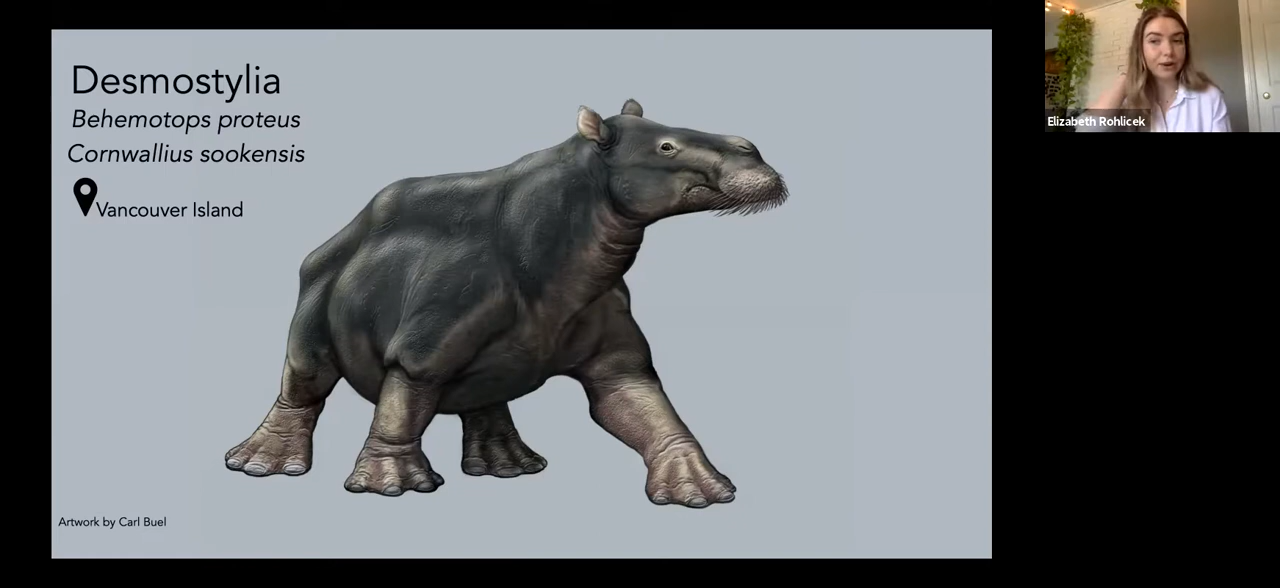 Desmostylia
Behemotops proteus
Cornwallius sookensis
Vancouver Island
Artwork by Carl Buel
Elizabeth Rohlicek